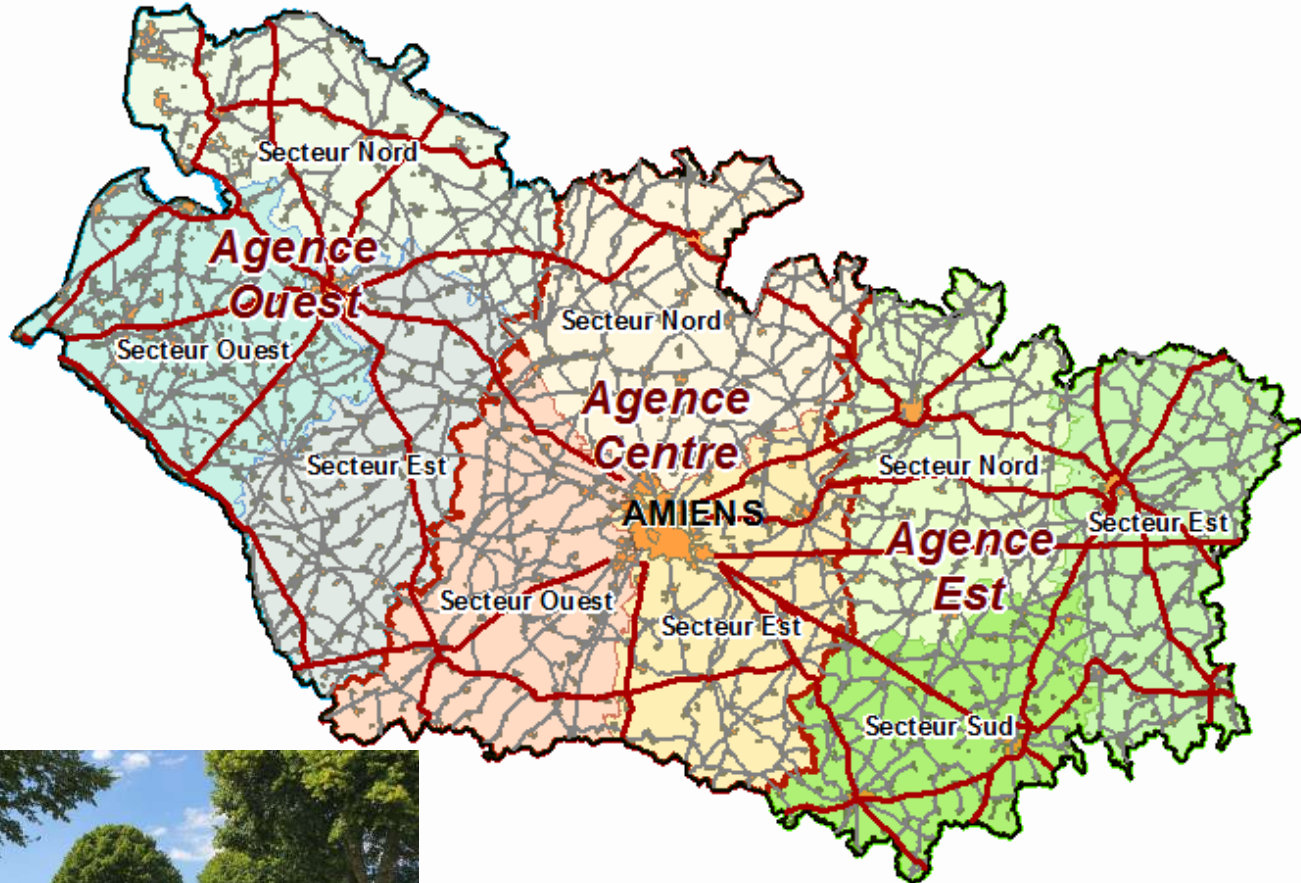 Secteur Nord
Agence
Ouest
Secteur Ouest
Secteur Est
Secteur Nord
Agence
Centre
AMIENS
Secteur Ouest
Secteur Est
Secteur Nord
Secteur Est
Agence
Est
Secteur Sud